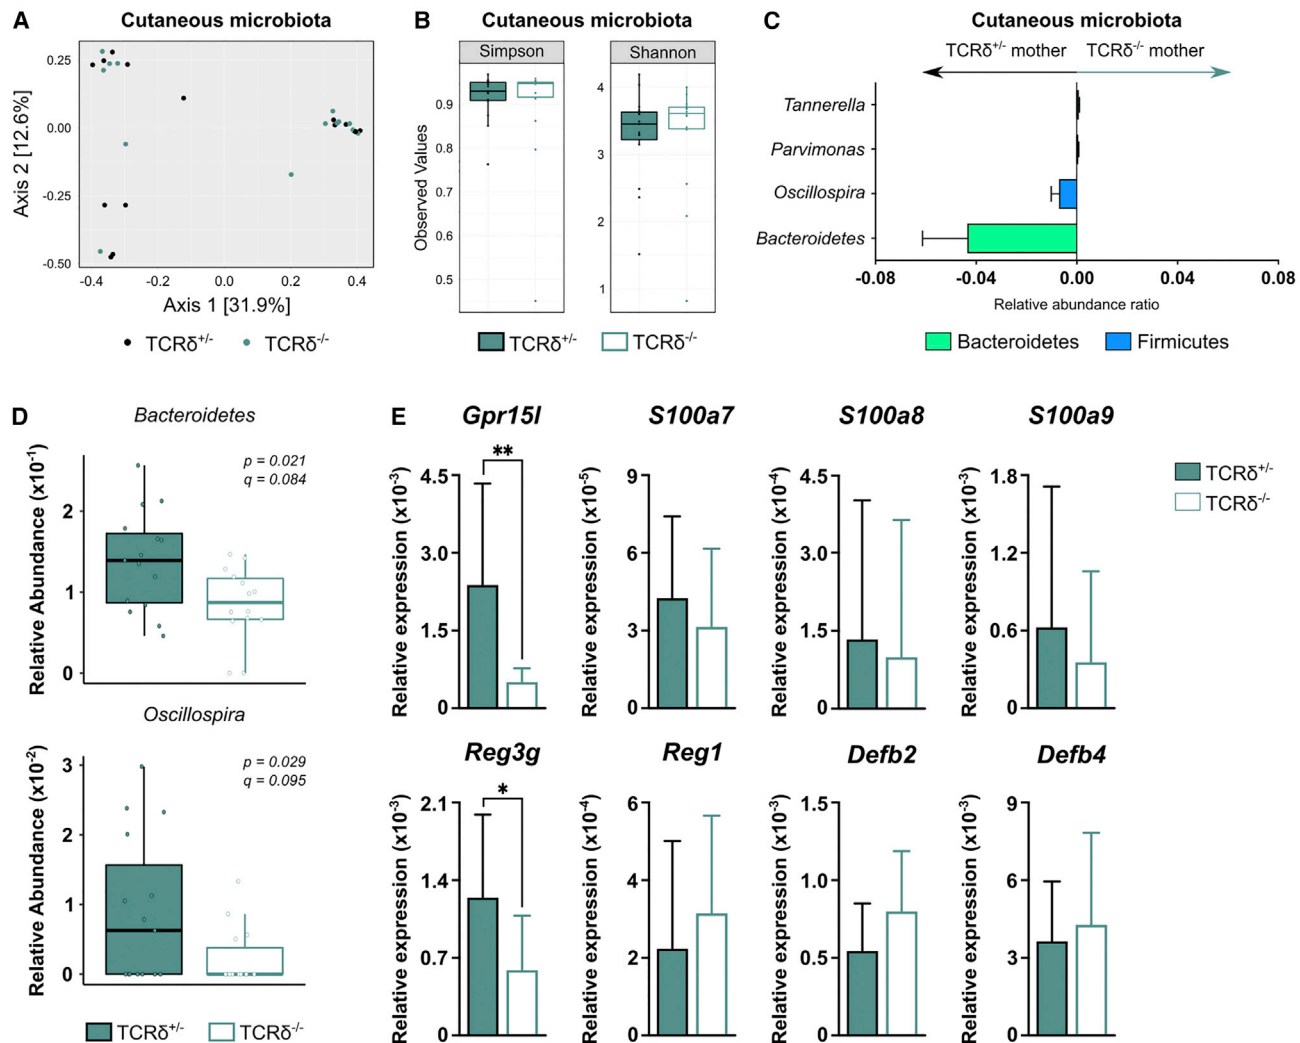 A
Cutaneous microbiota
0.25
0.00
-0.25
-0.50
Axis 2 [12.6%]
-0.4
-0.2
0.0
0.2
0.4
Axis 1 [31.9%]
TCRδ+/-
TCRδ-/-
B
Cutaneous microbiota
Simpson
Shannon
Observed Values
0.9
0.8
0.7
0.6
0.5
4
3
2
1
TCRδ+/-
TCRδ-/-
C
Cutaneous microbiota
TCRδ+/- mother
TCRδ-/- mother
Tannerella
Parvimonas
Oscillospira
Bacteroidetes
-0.08
-0.04
0.00
0.04
0.08
Relative abundance ratio
Bacteroidetes
Firmicutes
D
Bacteroidetes
p = 0.021
q = 0.084
Relative Abundance (x10-1)
2
1
0
Oscillospira
p = 0.029
q = 0.095
Relative Abundance (x10-2)
3
2
1
0
TCRδ+/-
TCRδ-/-
E
Gpr15l
**
Relative expression (x10-3)
4.5
3.0
1.5
0
S100a7
Relative expression (x10-5)
9
6
3
0
S100a8
Relative expression (x10-4)
4.5
3.0
1.5
0
S100a9
Relative expression (x10-3)
1.8
1.2
0.6
0
TCRδ+/-
TCRδ-/-
Reg3g
*
Relative expression (x10-3)
2.1
1.4
0.7
0
Reg1
Relative expression (x10-4)
6
4
2
0
Defb2
Relative expression (x10-3)
1.5
1.0
0.5
0
Defb4
Relative expression (x10-3)
9
6
3
0